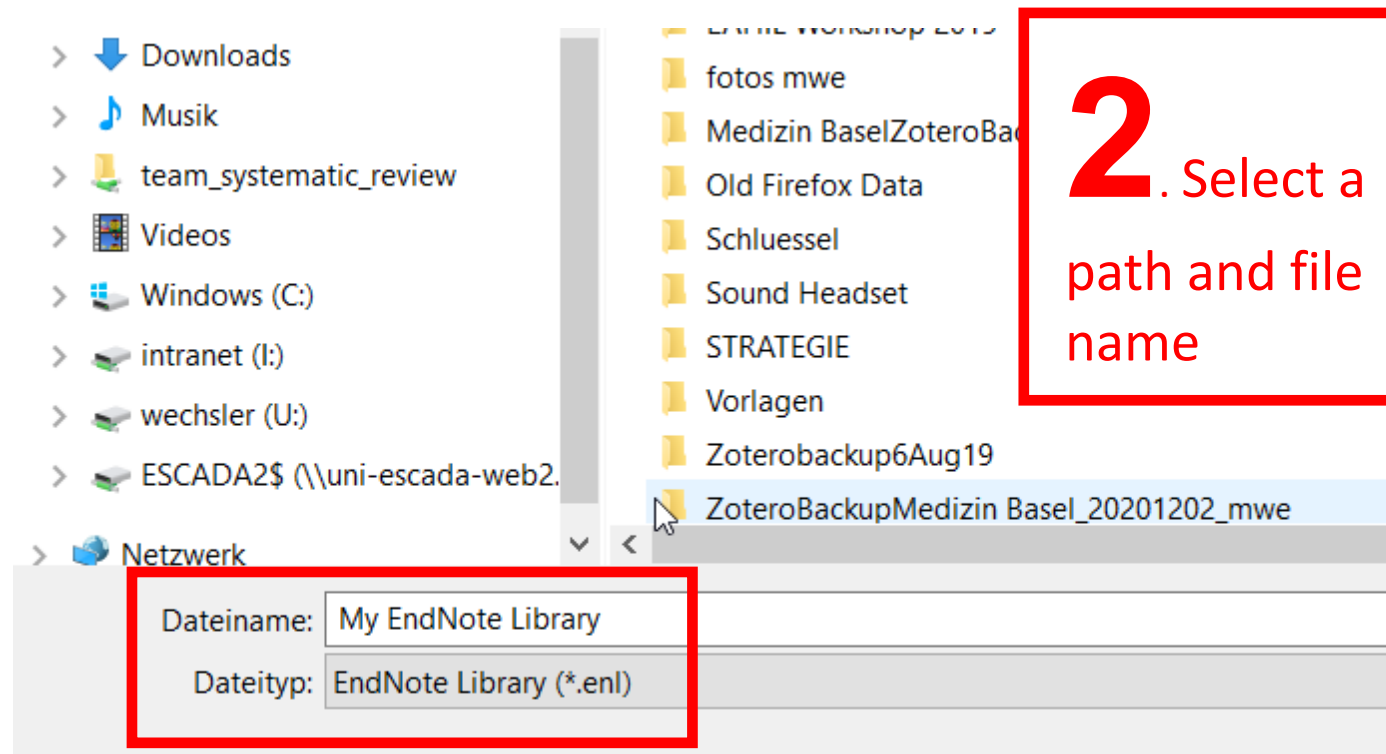 Downloads
Musik
team_systematic_review
Videos
Windows (C:)
intranet (I:)
wechsler (U:)
ESCADA2$ (\\uni-escada-web2.
Netzwerk
fotos mwe
Medizin BaselZoteroBac
Old Firefox Data
Schluessel
Sound Headset
STRATEGIE
Vorlagen
Zoterobackup6Aug19
ZoteroBackupMedizin Basel_20201202_mwe
2. Select a
path and file
name
Dateiname: My EndNote Library
Dateityp: EndNote Library (*.enl)